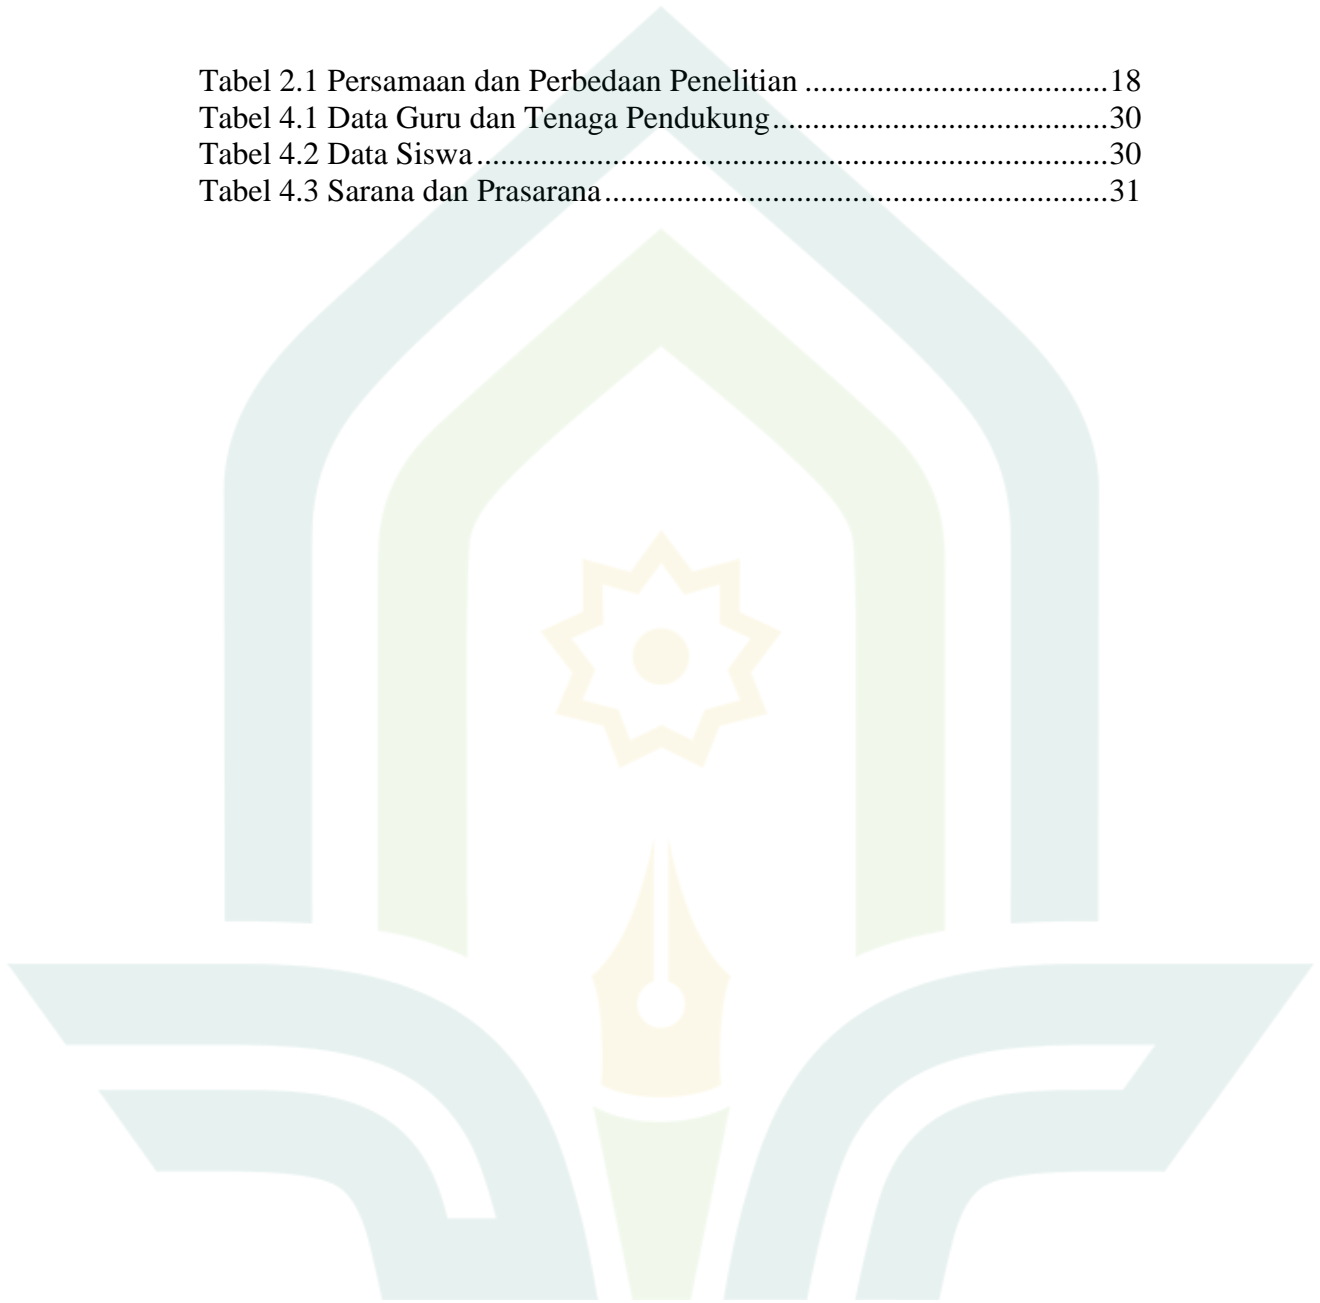 Tabel 2.1 Persamaan dan Perbedaan Penelitian ......................................18
Tabel 4.1 Data Guru dan Tenaga Pendukung..........................................30
Tabel 4.2 Data Siswa...............................................................................30
Tabel 4.3 Sarana dan Prasarana...............................................................31